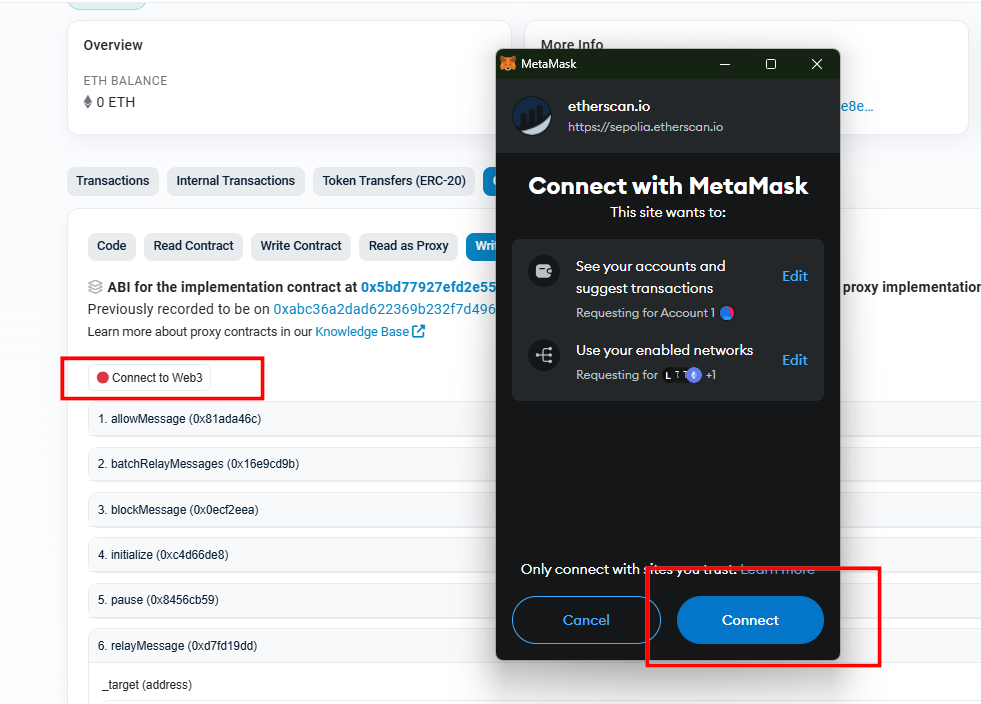 Overview
ETH BALANCE
0 ETH
More Info
e8e...
Transactions
Internal Transactions
Token Transfers (ERC-20)
Code
Read Contract
Write Contract
Read as Proxy
ABI for the implementation contract at 0x5bd77927efd2e55
proxy implementation
Previously recorded to be on 0xabc36a2dad622369b232f7d496
Learn more about proxy contracts in our Knowledge Base
Connect to Web3
1. allowMessage (0x81ada46c)
2. batchRelayMessages (0x16e9cd9b)
3. blockMessage (0x0ecf2eea)
4. initialize (0xc4d66de8)
5. pause (0x8456cb59)
6. relayMessage (0xd7fd19dd)
_target (address)
MetaMask
etherscan.io
https://sepolia.etherscan.io
Connect with MetaMask
This site wants to:
See your accounts and
suggest transactions
Edit
Requesting for Account 1
Use your enabled networks
Edit
Requesting for L T T +1
Only connect with sites you trust. Learn more
Cancel
Connect